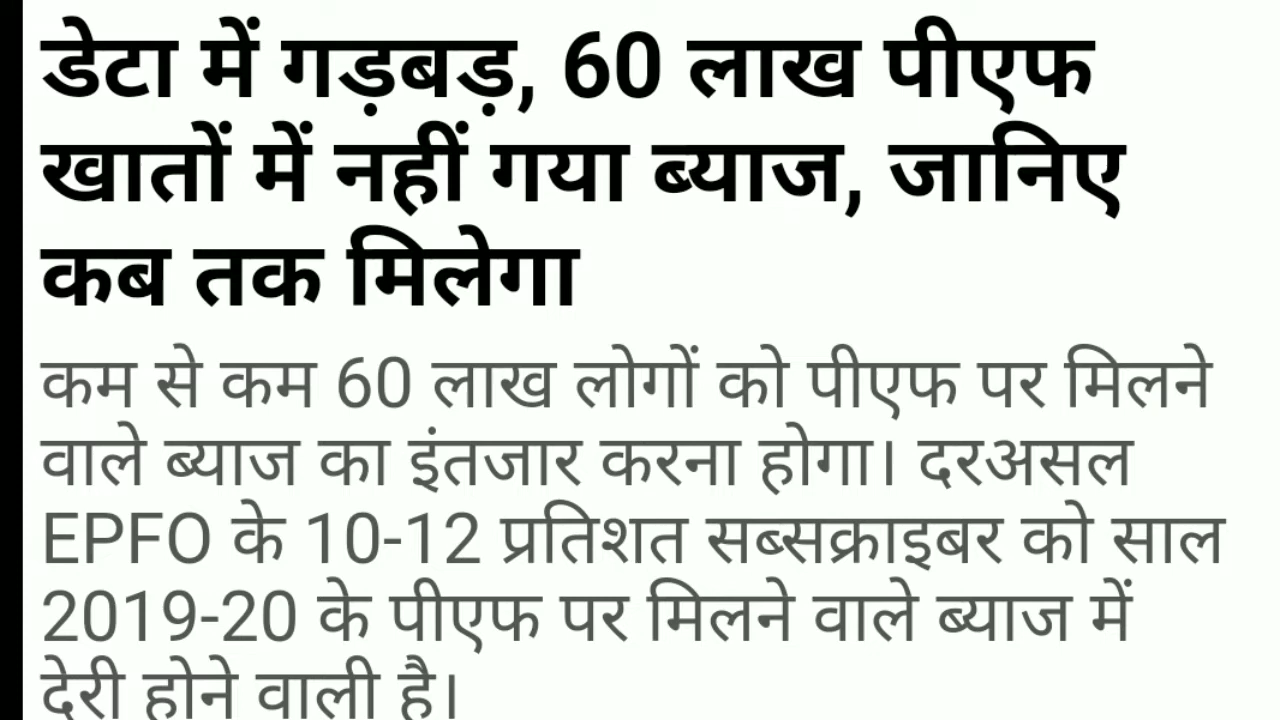 डेटा में गड़बड़, 60 लाख पीएफ
खातों में नहीं गया ब्याज, जानिए
कब तक मिलेगा
कम से कम 60 लाख लोगों को पीएफ पर मिलने
वाले ब्याज का इंतजार करना होगा। दरअसल
EPFO के 10-12 प्रतिशत सब्सक्राइबर को साल
2019-20 के पीएफ पर मिलने वाले ब्याज में
देरी होने वाली है।